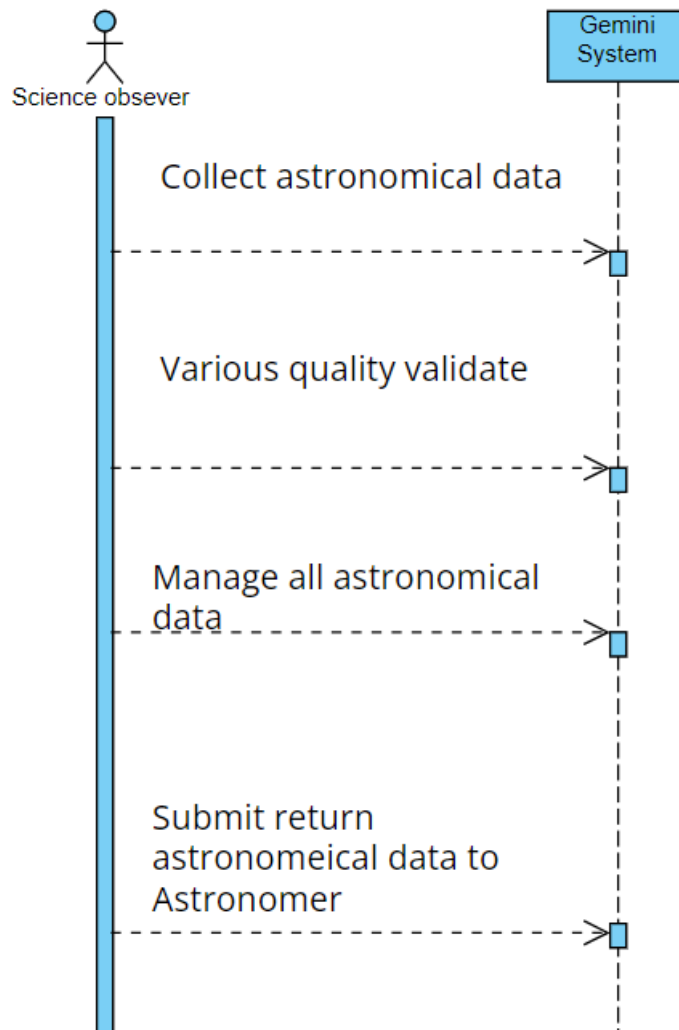 Gemini
System
Science obsever
Collect astronomical data
Various quality validate
Manage all astronomical
data
Submit return
astronomeical data to
Astronomer